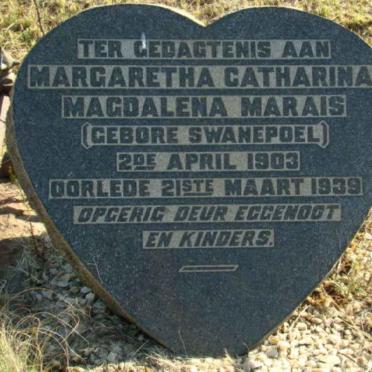 TER GEDAGTENIS AAN
MARGARETHA CATHARINA
MAGDALENA MARAIS
(GEBORE SWANEPOEL)
2DE APRIL 1903
OORLEDE 21STE MAART 1939
OPGERIG DEUR EGGENOOT
EN KINDERS.